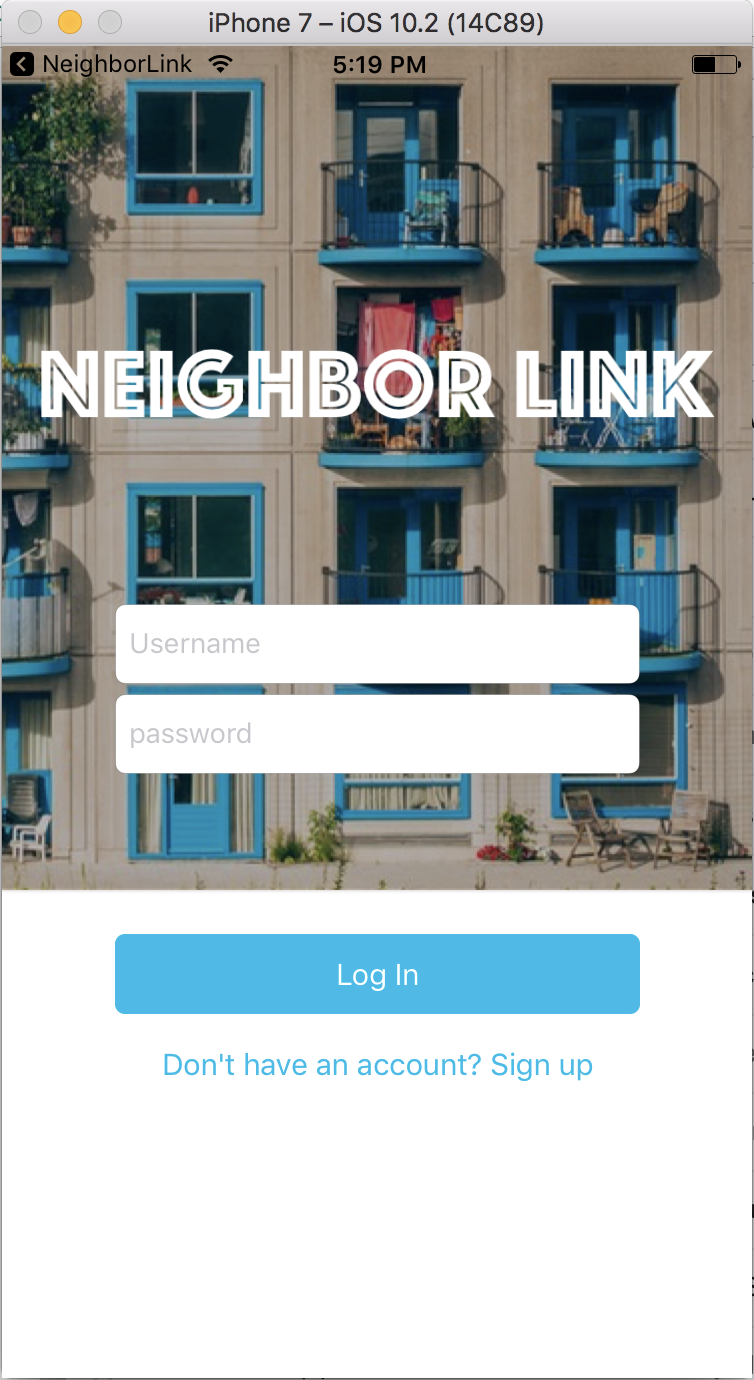 iPhone 7 – iOS 10.2 (14C89)
NeighborLink 5:19 PM
NEIGHBOR LINK
Username
password
Log In
Don't have an account? Sign up